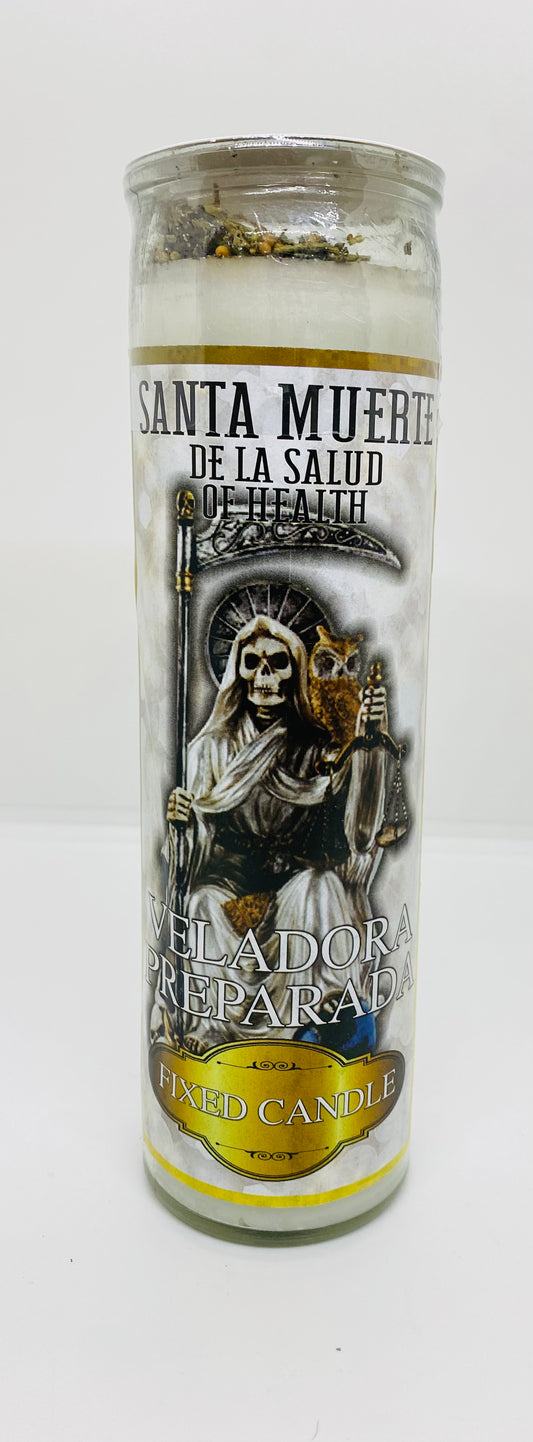 SANTA MUERTE
DE LA SALUD
OF HEALTH
VELADORA
PREPARADA
FIXED CANDLE